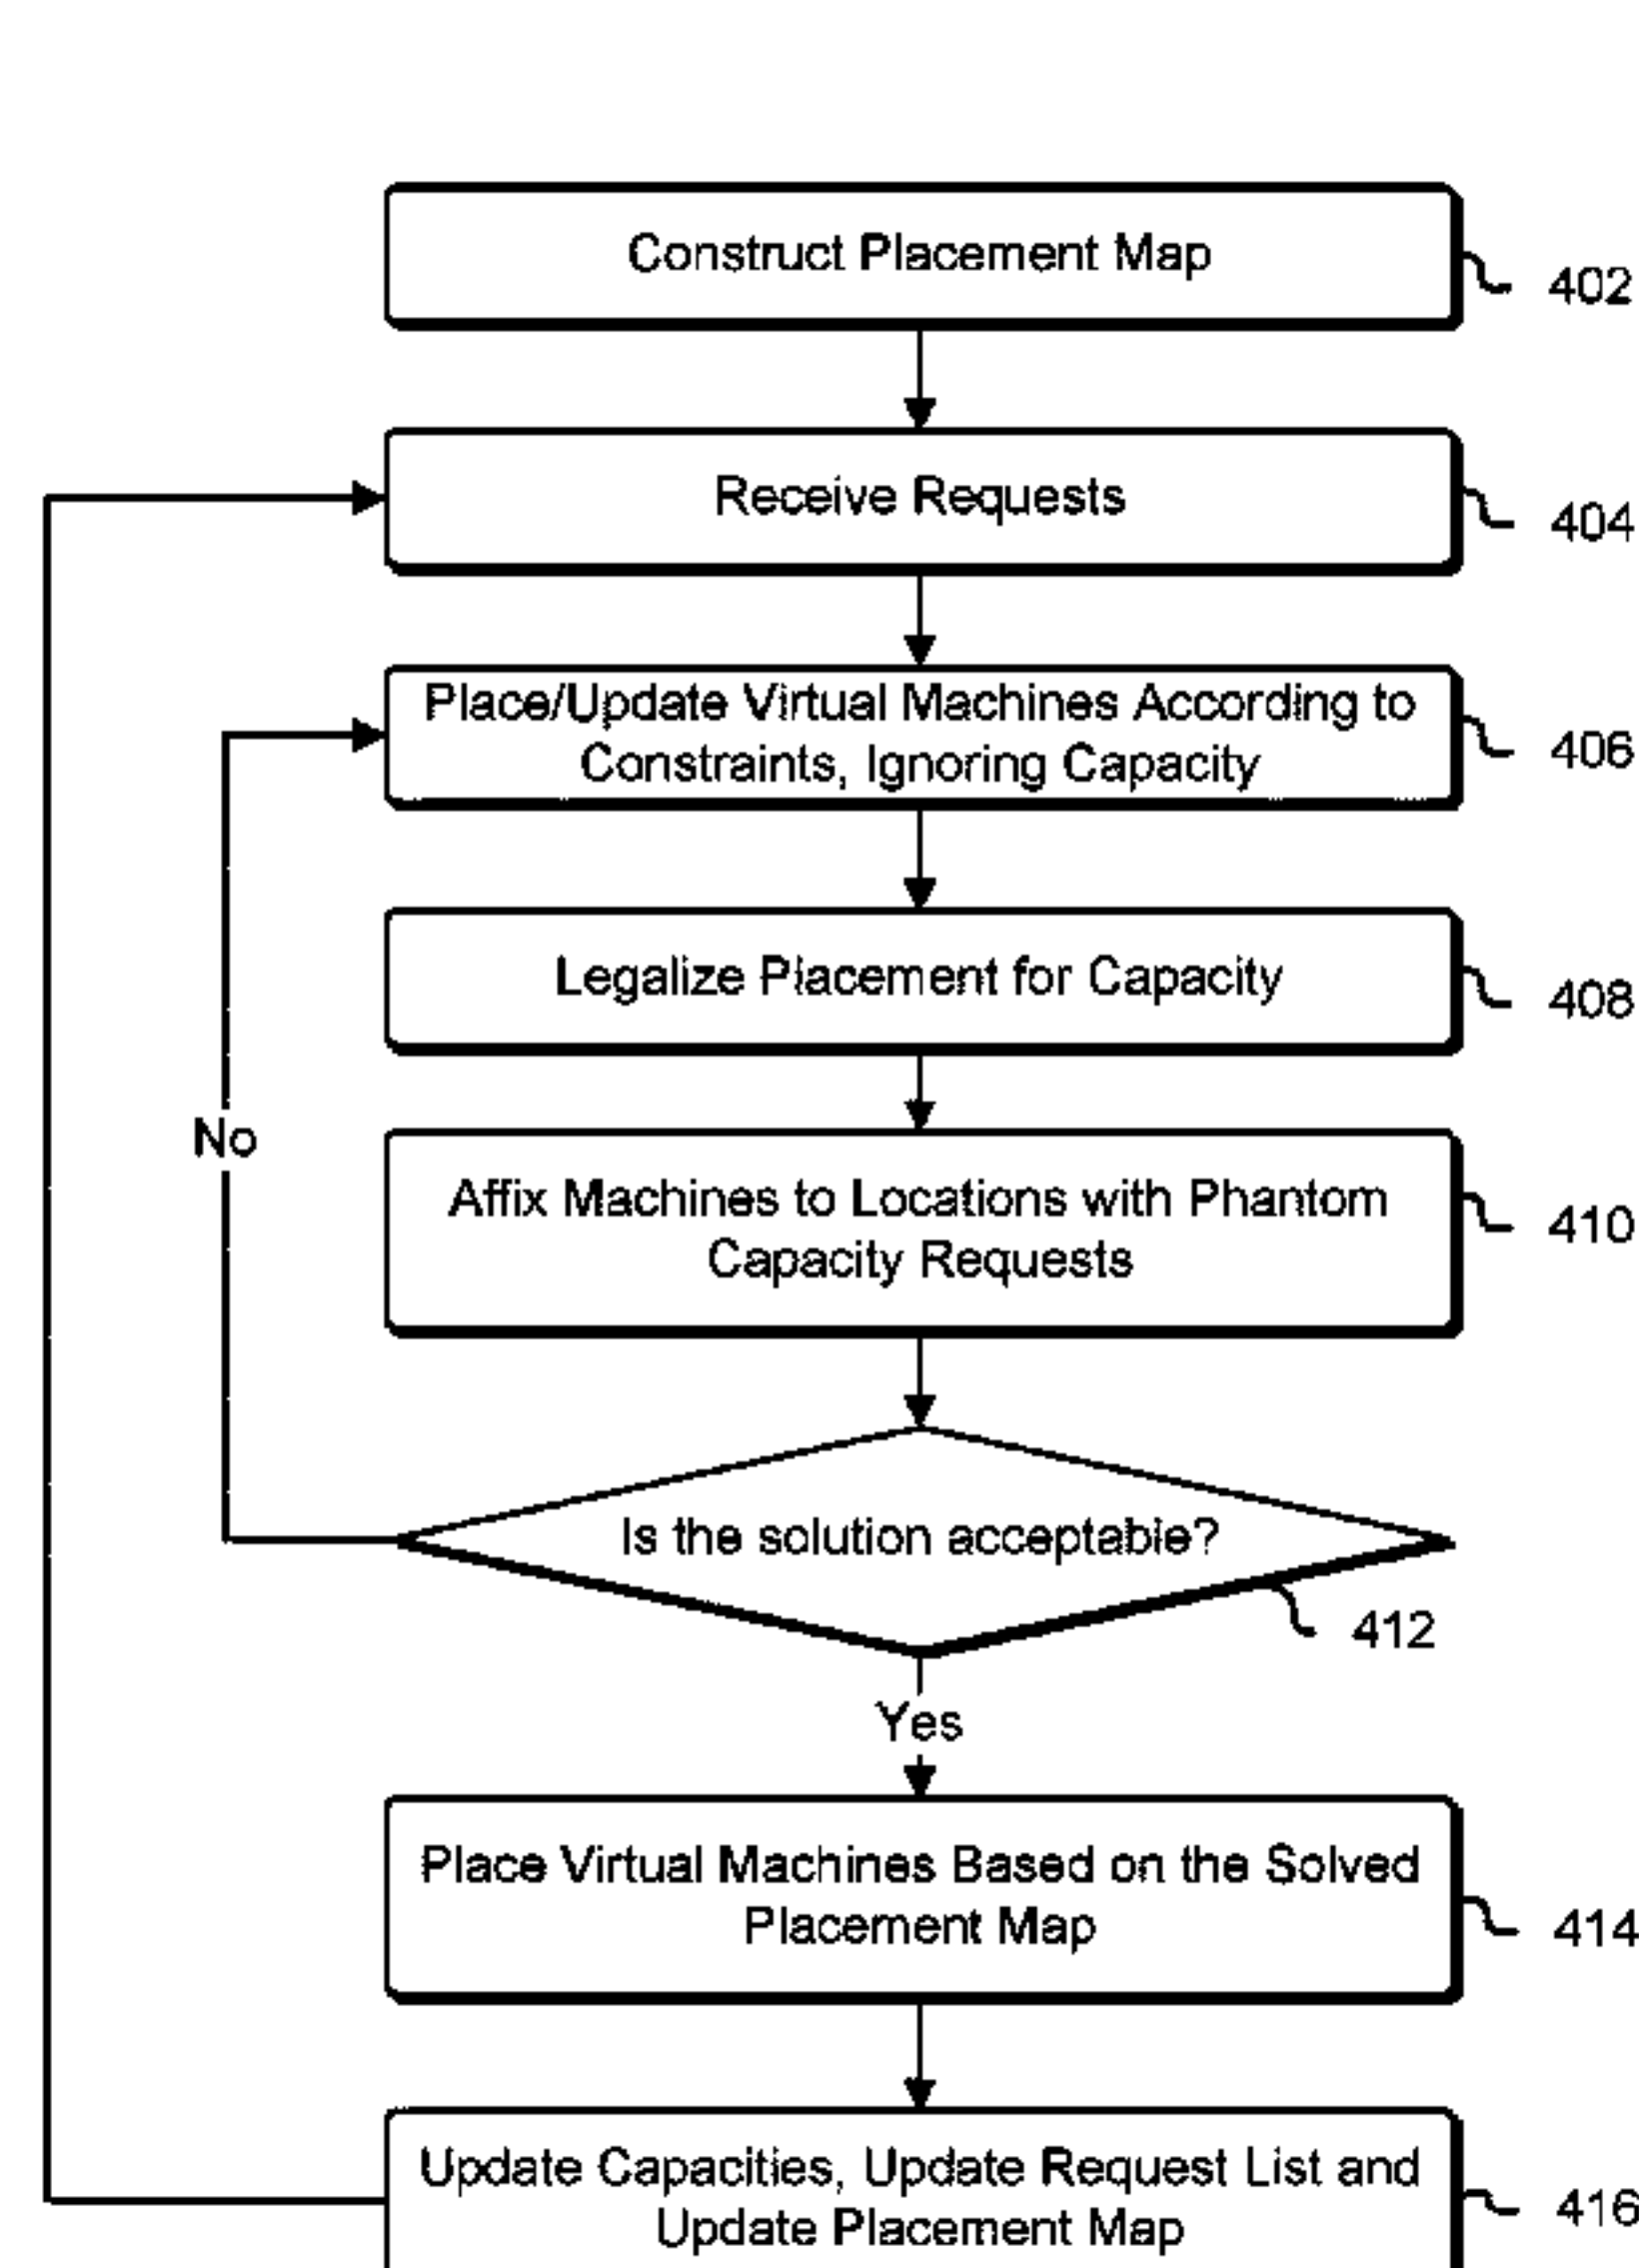 Construct Placement Map
402
Receive Requests
404
Place/Update Virtual Machines According to
Constraints, Ignoring Capacity
406
Legalize Placement for Capacity
408
No
Affix Machines to Locations with Phantom
Capacity Requests
410
Is the solution acceptable?
412
Yes
Place Virtual Machines Based on the Solved
Placement Map
414
Update Capacities, Update Request List and
Update Placement Map
416